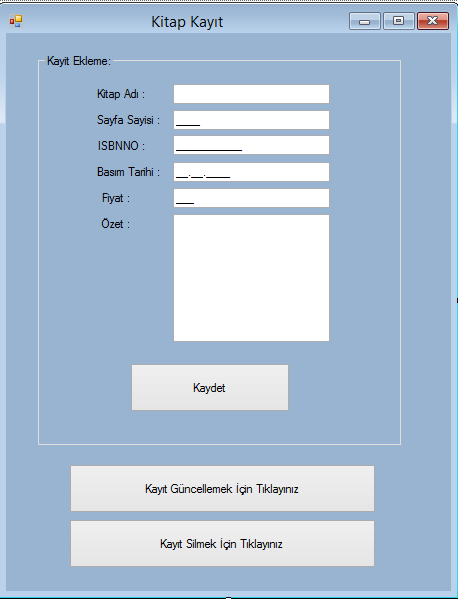 Kitap Kayıt
Kayıt Ekleme:
Kitap Adı :
Sayfa Sayisi : ____
ISBNNO : ___________
Basım Tarihi : __.__.____
Fiyat : ___
Özet :
Kaydet
Kayıt Güncellemek İçin Tıklayınız
Kayıt Silmek İçin Tıklayınız